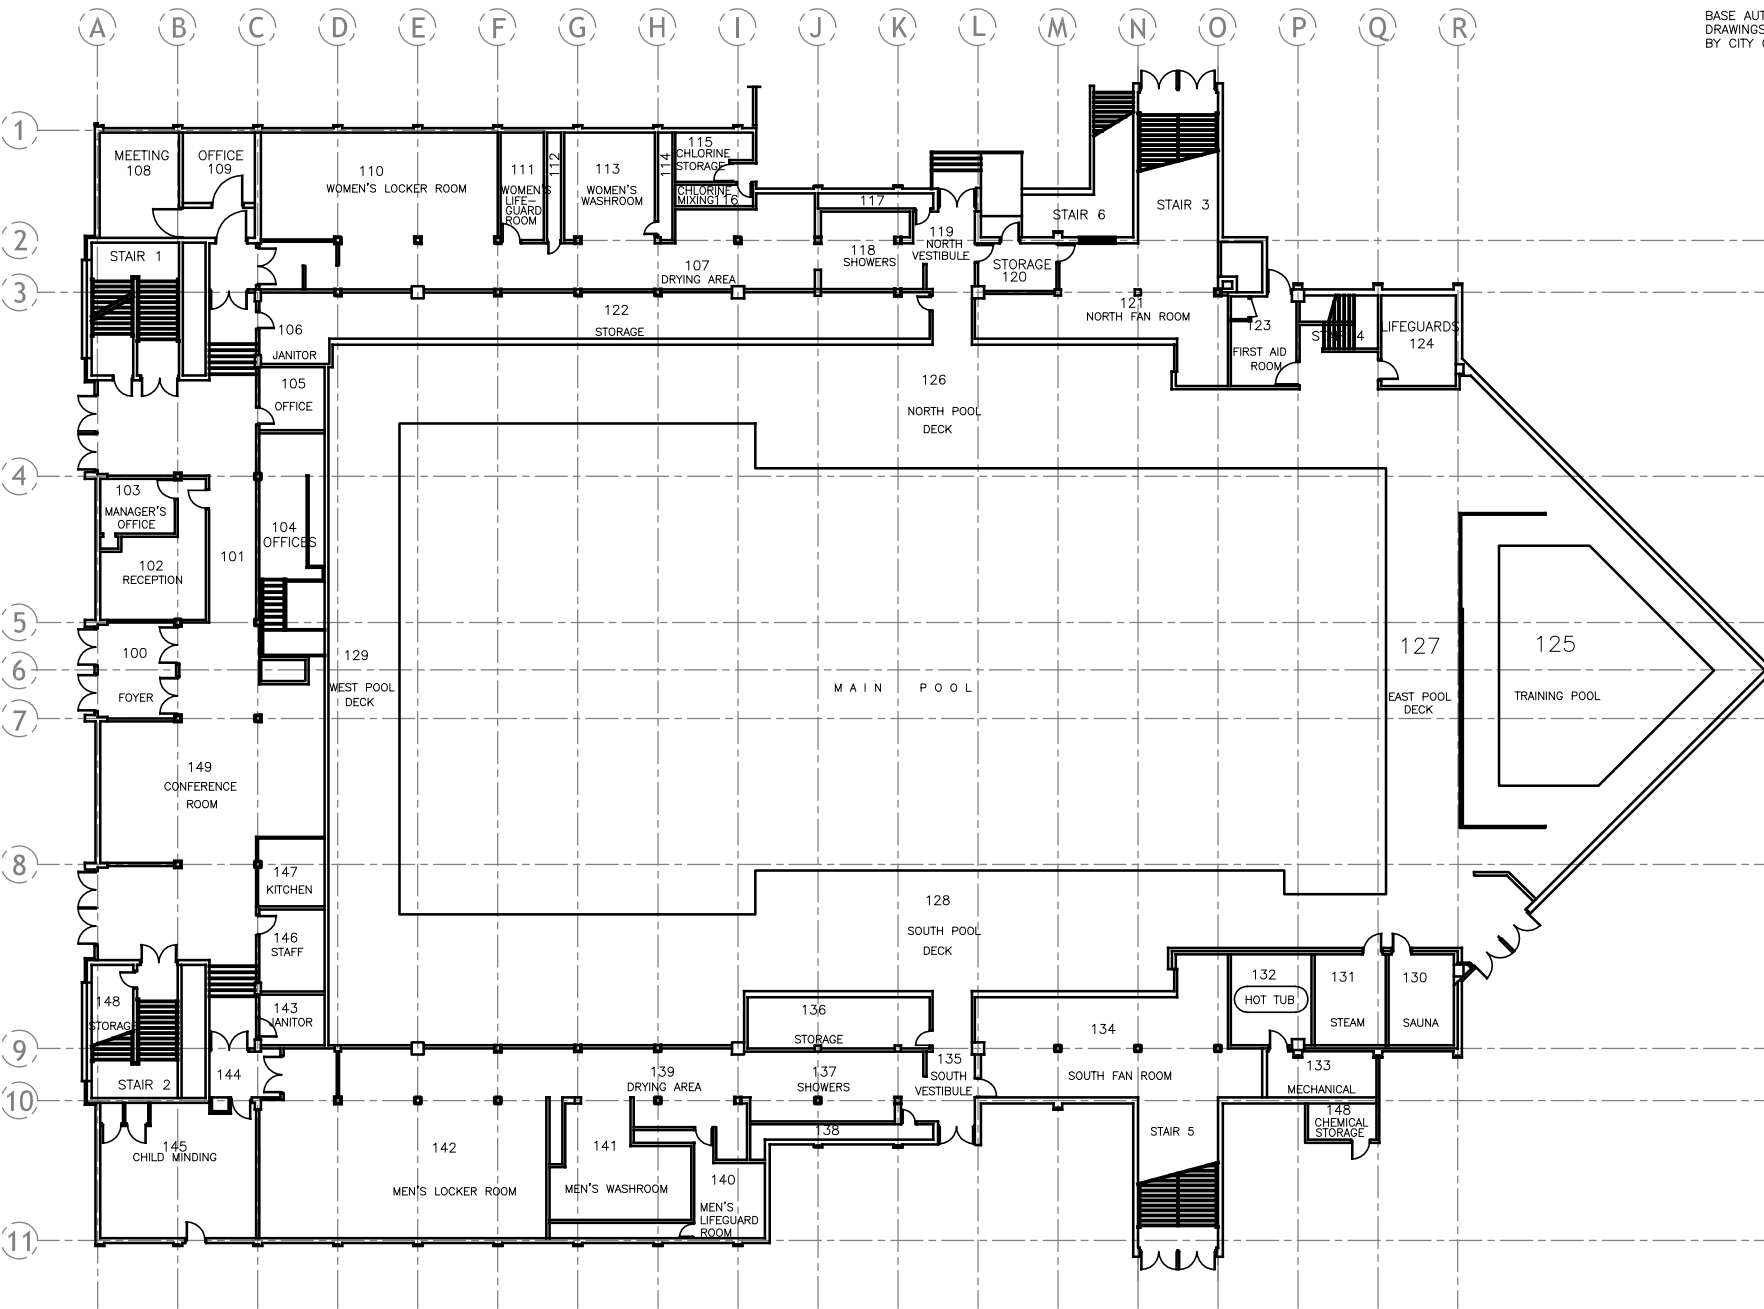 A B C D E F G H I J K L M N O P Q R
BASE AUT
DRAWINGS
BY CITY
1
2
3
4
5
6
7
8
9
10
11
MEETING
108
OFFICE
109
110
WOMEN'S LOCKER ROOM
111
WOMEN'S
LIFE-
GUARD
ROOM
112
113
WOMEN'S
WASHROOM
114
115
CHLORINE
STORAGE
CHLORINE
MIXING116
117
118
SHOWERS
119
NORTH
VESTIBULE
STAIR 6
STAIR 3
STORAGE
120
STAIR 1
107
DRYING AREA
122
STORAGE
106
JANITOR
121
NORTH FAN ROOM
123
FIRST AID
ROOM
STAIR 4
LIFEGUARDS
124
105
OFFICE
126
NORTH POOL
DECK
103
MANAGER'S
OFFICE
104
OFFICES
101
102
RECEPTION
100
FOYER
129
WEST POOL
DECK
MAIN POOL
127
EAST POOL
DECK
125
TRAINING POOL
149
CONFERENCE
ROOM
147
KITCHEN
146
STAFF
128
SOUTH POOL
DECK
148
STORAGE
143
JANITOR
136
STORAGE
134
SOUTH FAN ROOM
132
HOT TUB
131
STEAM
130
SAUNA
STAIR 2
144
139
DRYING AREA
137
SHOWERS
135
SOUTH
VESTIBULE
133
MECHANICAL
148
CHEMICAL
STORAGE
138
STAIR 5
145
CHILD MINDING
142
MEN'S LOCKER ROOM
141
MEN'S WASHROOM
140
MEN'S
LIFEGUARD
ROOM